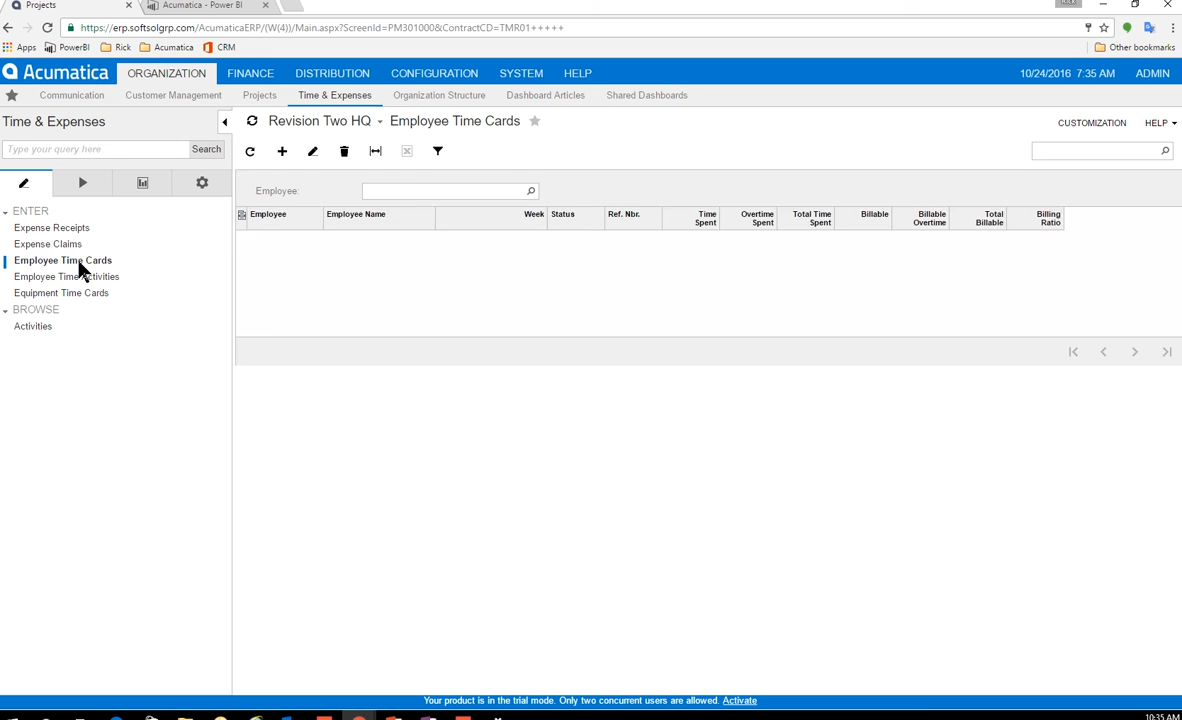 Projects
Acumatica - Power BI
Rick
https://erp.softsolgrp.com/AcumaticaERP/(W(4))/Main.aspx?ScreenId=PM301000&ContractCD=TMR01+++++
Apps
PowerBI
Rick
Acumatica
CRM
Other bookmarks
Acumatica
ORGANIZATION
FINANCE
DISTRIBUTION
CONFIGURATION
SYSTEM
HELP
10/24/2016 7:35 AM
ADMIN
Communication
Customer Management
Projects
Time & Expenses
Organization Structure
Dashboard Articles
Shared Dashboards
Time & Expenses
Revision Two HQ - Employee Time Cards
CUSTOMIZATION
HELP
Type your query here
Search
Employee:
Employee
Employee Name
Week
Status
Ref. Nbr.
Time
Spent
Overtime
Spent
Total Time
Spent
Billable
Billable
Overtime
Total
Billable
Billing
Ratio
ENTER
Expense Receipts
Expense Claims
Employee Time Cards
Employee Time Activities
Equipment Time Cards
BROWSE
Activities
Your product is in the trial mode. Only two concurrent users are allowed. Activate
10:35 AM